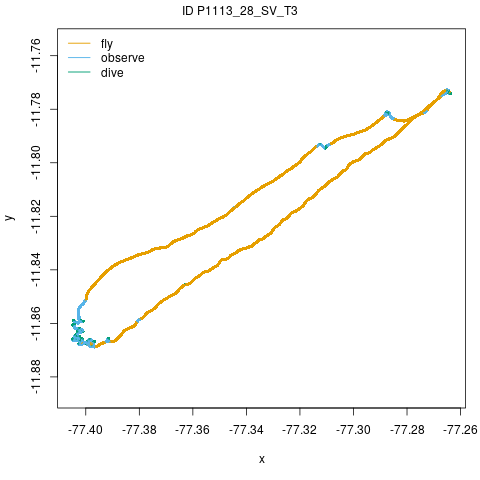 ID P1113_28_SV_T3
fly
observe
dive
y
-11.76
-11.78
-11.80
-11.82
-11.84
-11.86
-11.88
-77.40 -77.38 -77.36 -77.34 -77.32 -77.30 -77.28 -77.26
x